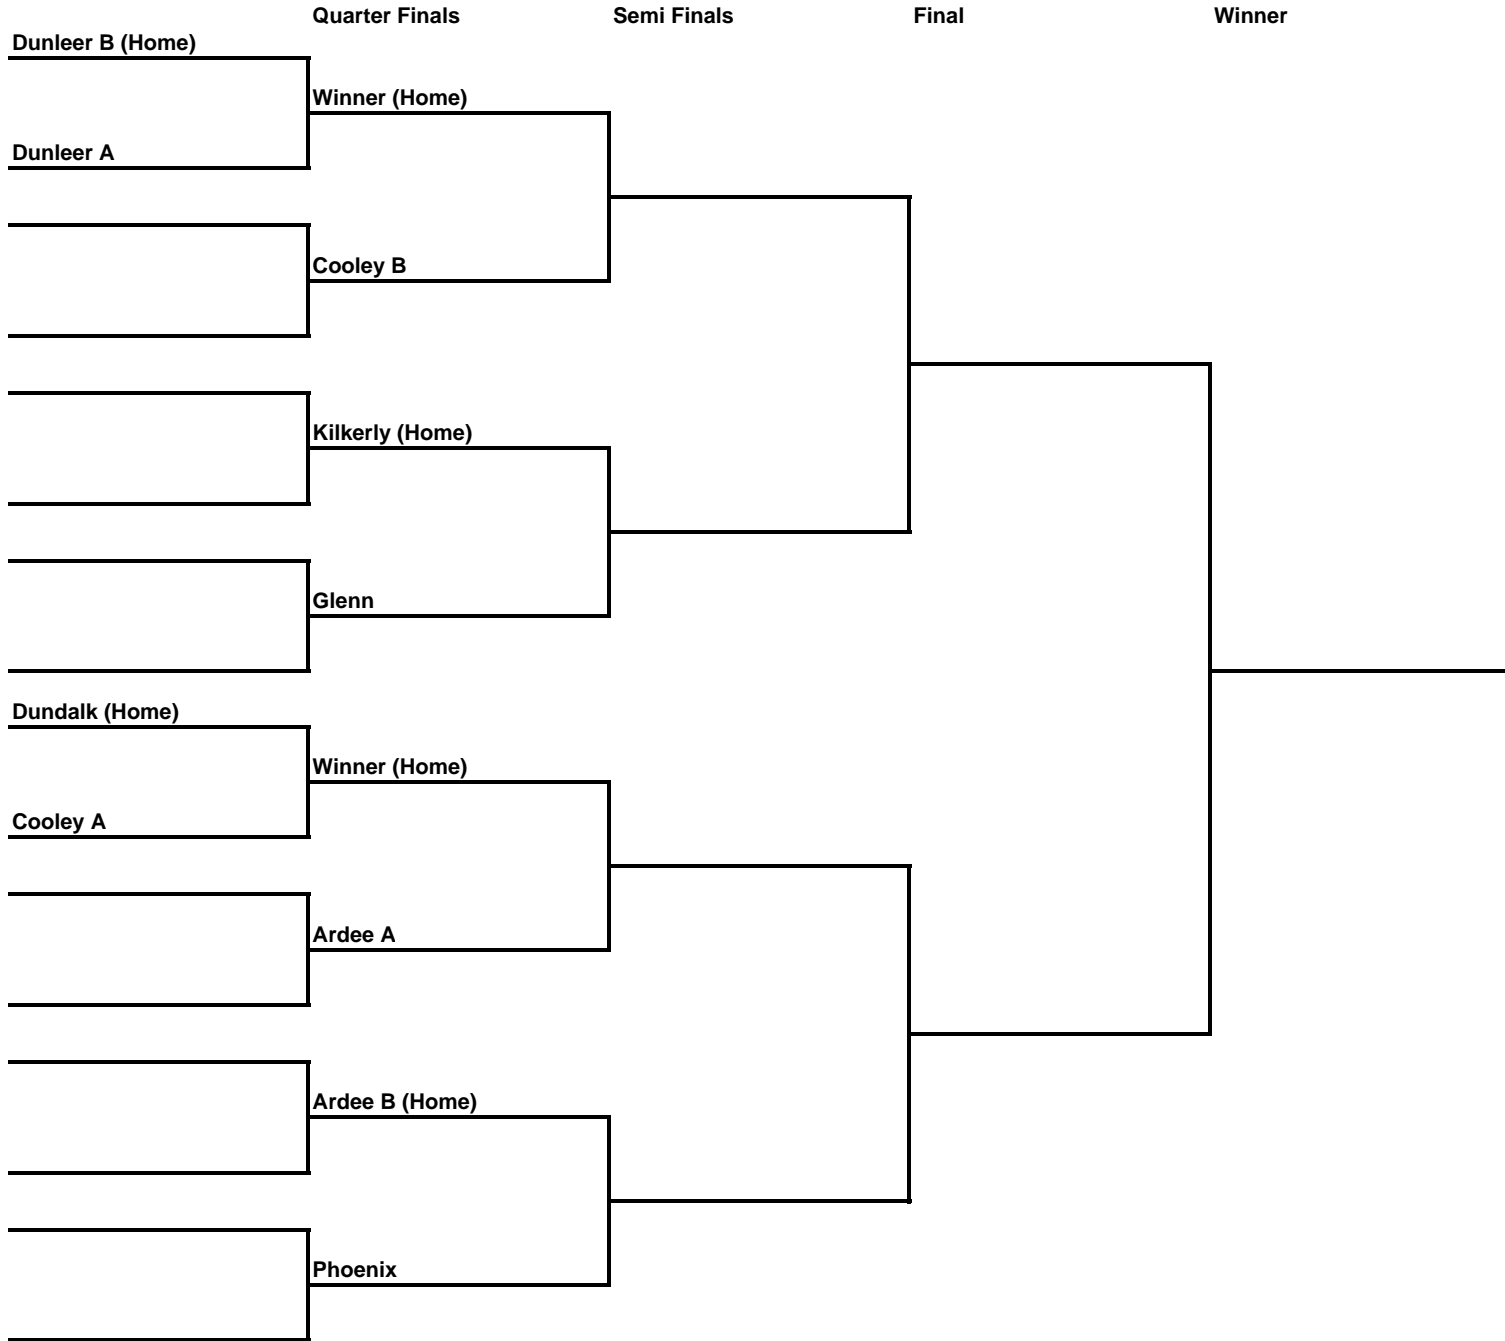 Quarter Finals Semi Finals Final Winner
Dunleer B (Home)
Winner (Home)
Dunleer A
Cooley B
Kilkerly (Home)
Glenn
Dundalk (Home)
Winner (Home)
Cooley A
Ardee A
Ardee B (Home)
Phoenix